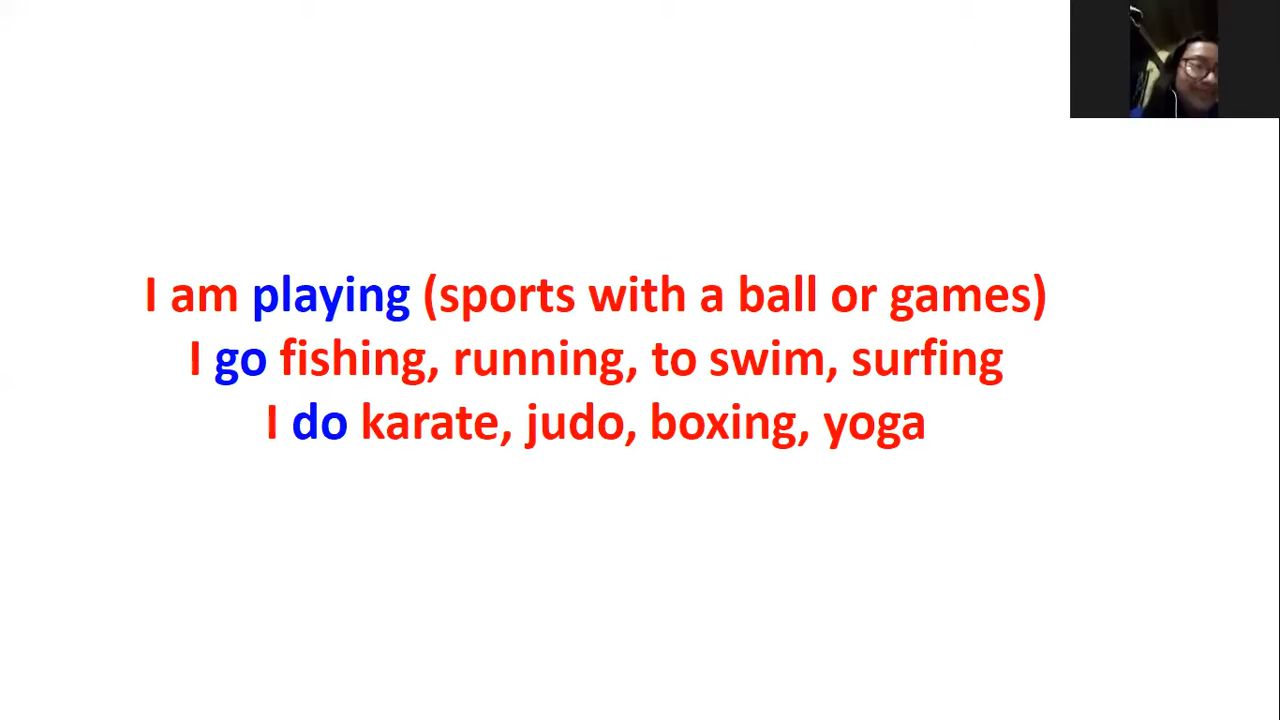 I am playing (sports with a ball or games)
I go fishing, running, to swim, surfing
I do karate, judo, boxing, yoga